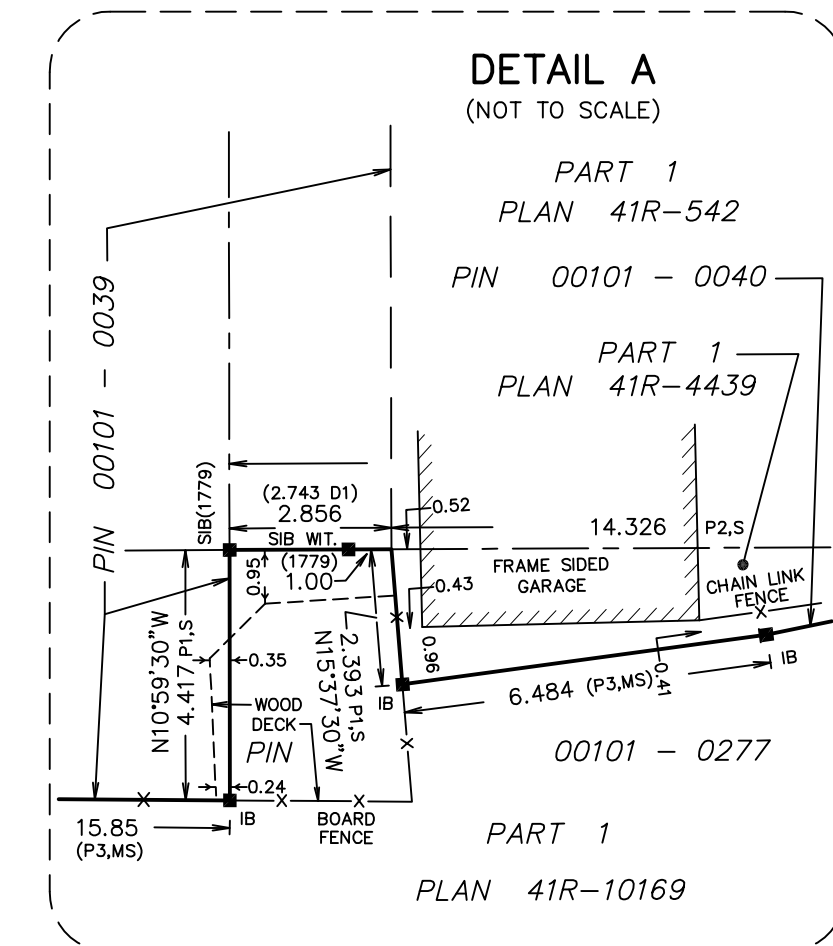 DETAIL A
(NOT TO SCALE)
PART 1
PLAN 41R-542
PIN 00101 - 0040
PART 1
PLAN 41R-4439
PIN 00101 - 0039
SIB(1779)
(2.743 D1)
2.856
SIB WIT.
(1779)
1.00
0.52
14.326 P2,S
FRAME SIDED
GARAGE
CHAIN LINK
FENCE
0.95
0.43
0.96
N10°59'30"W
4.417 P1,S
0.35
2.393 P1,S
N15°37'30"W
IB
6.484 (P3,MS)
0.41
IB
WOOD
DECK
PIN 00101 - 0277
0.24
IB
BOARD
FENCE
15.85
(P3,MS)
PART 1
PLAN 41R-10169